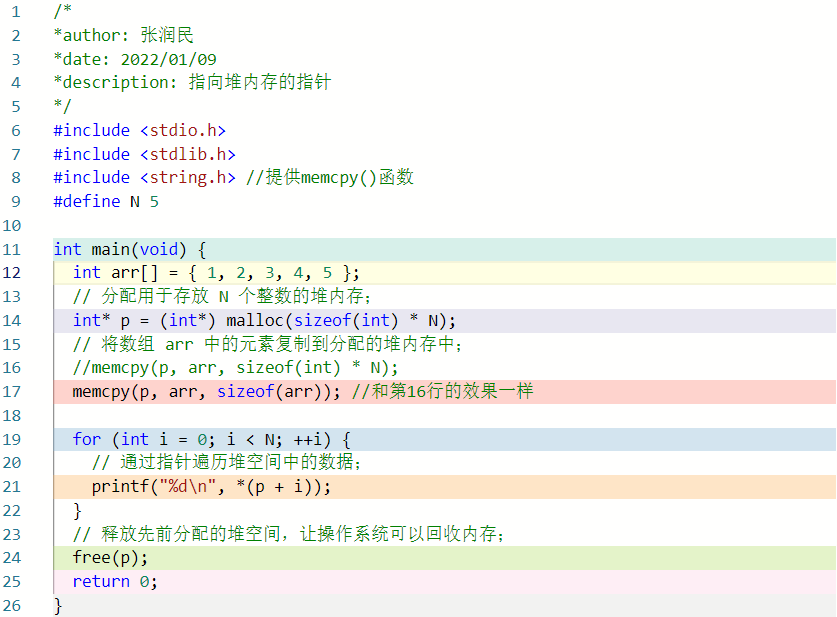 1 /*
2 *author: 张润民
3 *date: 2022/01/09
4 *description: 指向堆内存的指针
5 */
6 #include <stdio.h>
7 #include <stdlib.h>
8 #include <string.h> //提供memcpy()函数
9 #define N 5
10
11 int main(void) {
12   int arr[] = { 1, 2, 3, 4, 5 };
13   // 分配用于存放 N 个整数的堆内存;
14   int* p = (int*) malloc(sizeof(int) * N);
15   // 将数组 arr 中的元素复制到分配的堆内存中;
16   //memcpy(p, arr, sizeof(int) * N);
17   memcpy(p, arr, sizeof(arr)); //和第16行的效果一样
18
19   for (int i = 0; i < N; ++i) {
20     // 通过指针遍历堆空间中的数据;
21     printf("%d\n", *(p + i));
22   }
23   // 释放先前分配的堆空间，让操作系统可以回收内存;
24   free(p);
25   return 0;
26 }